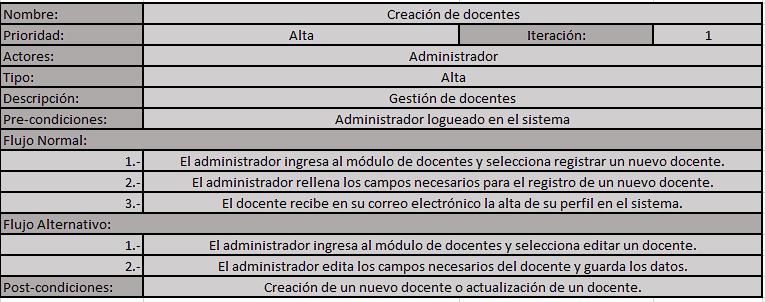 Nombre: Creación de docentes
Prioridad: Alta Iteración: 1
Actores: Administrador
Tipo: Alta
Descripción: Gestión de docentes
Pre-condiciones: Administrador logueado en el sistema
Flujo Normal:
1.- El administrador ingresa al módulo de docentes y selecciona registrar un nuevo docente.
2.- El administrador rellena los campos necesarios para el registro de un nuevo docente.
3.- El docente recibe en su correo electrónico la alta de su perfil en el sistema.
Flujo Alternativo:
1.- El administrador ingresa al módulo de docentes y selecciona editar un docente.
2.- El administrador edita los campos necesarios del docente y guarda los datos.
Post-condiciones: Creación de un nuevo docente o actualización de un docente.